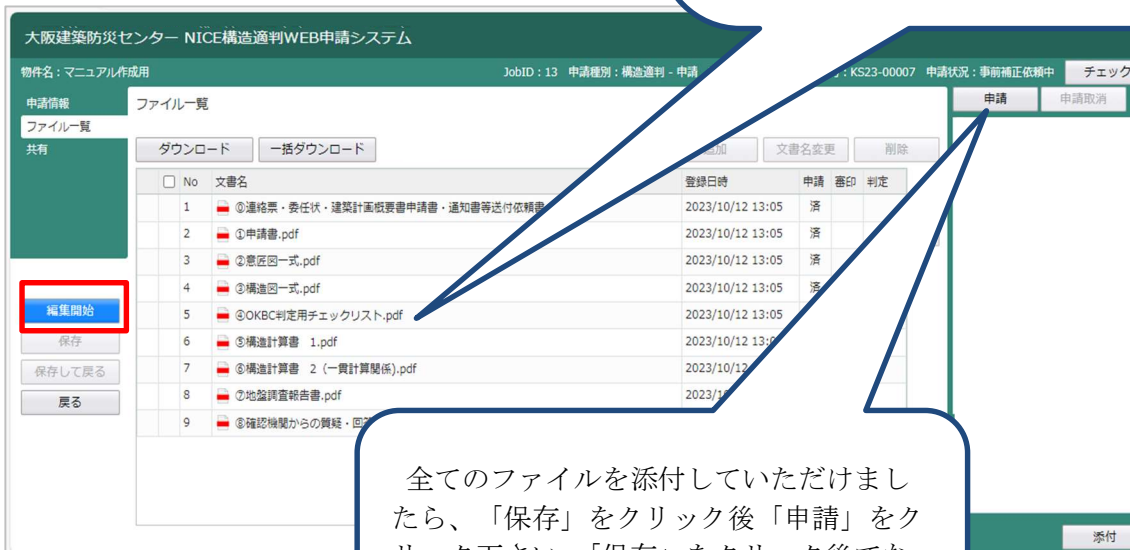 大阪建築防災センター NICE構造適判WEB申請システム
物件名:マニュアル作成用 JobID:13 申請種別:構造適判 - 申請 :KS23-00007 申請状況:事前補正依頼中 チェック
申請情報
ファイル一覧
共有
ファイル一覧
申請 申請取消
ダウンロード 一括ダウンロード 文書名変更 削除
No 文書名 登録日時 申請 審印 判定
1 ⓪連絡票・委任状・建築計画概要書申請書・通知書等送付依頼書 2023/10/12 13:05 済
2 ①申請書.pdf 2023/10/12 13:05 済
3 ②意匠図一式.pdf 2023/10/12 13:05 済
4 ③構造図一式.pdf 2023/10/12 13:05 済
5 ④OKBC判定用チェックリスト.pdf 2023/10/12 13:05
6 ⑤構造計算書 1.pdf 2023/10/12 13:0
7 ⑥構造計算書 2(一貫計算関係).pdf 2023/10/12
8 ⑦地盤調査報告書.pdf 2023/1
9 ⑧確認機関からの質疑・回
編集開始
保存
保存して戻る
戻る
全てのファイルを添付していただけまし
たら、「保存」をクリック後「申請」をク
添付